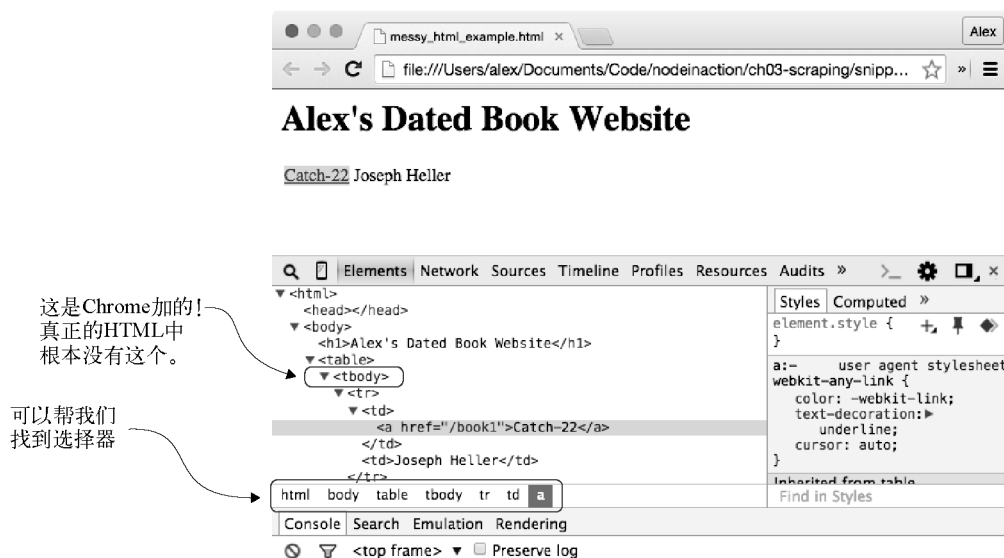 messy_html_example.html ×
Alex
file:///Users/alex/Documents/Code/nodeinaction/ch03-scraping/snipp... »
Alex's Dated Book Website
Catch-22 Joseph Heller
Elements Network Sources Timeline Profiles Resources Audits » >_ ×
这是Chrome加的！
真正的HTML中
根本没有这个。
可以帮我们
找到选择器
▼<html>
<head></head>
▼<body>
<h1>Alex's Dated Book Website</h1>
▼<table>
▼<tbody>
▼<tr>
▼<td>
<a href="/book1">Catch-22</a>
</td>
<td>Joseph Heller</td>
</tr>
html body table tbody tr td a
Styles Computed »
element.style {
}
a:- user agent stylesheet
webkit-any-link {
color: -webkit-link;
text-decoration:▶
underline;
cursor: auto;
}
Inherited from table
Find in Styles
Console Search Emulation Rendering
<top frame> ▼ Preserve log